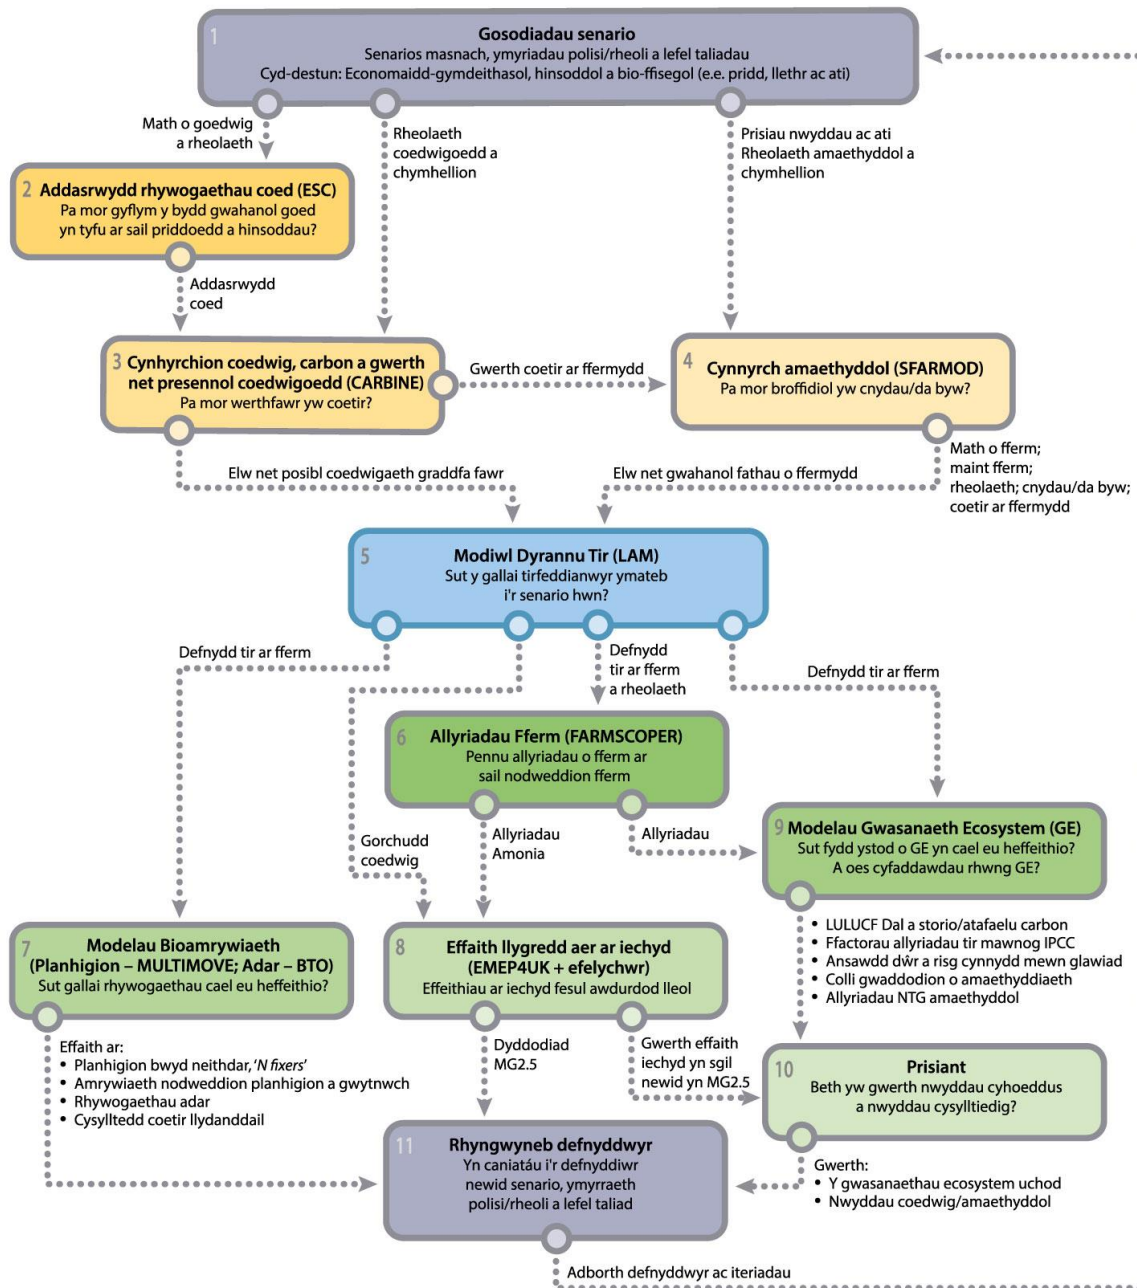 1
Gosodiadau senario
Senarios masnach, ymyriadau polisi/rheoli a lefel taliadau
Cyd-destun: Economaidd-gymdeithasol, hinsoddol a bio-ffisegol (e.e. pridd, llethr ac ati)
Math o goedwig
a rheolaeth
Rheolaeth
coedwigoedd a
chymhellion
Prisiau nwyddau ac ati
Rheolaeth amaethyddol a
chymhellion
2
Addasrwydd rhywogaethau coed (ESC)
Pa mor gyflym y bydd gwahanol goed
yn tyfu ar sail priddoedd a hinsoddau?
Addasrwydd
coed
3
Cynhyrchion coedwig, carbon a gwerth
net presennol coedwigoedd (CARBINE)
Pa mor werthfawr yw coetir?
Gwerth coetir ar ffermydd
4
Cynnyrch amaethyddol (SFARMOD)
Pa mor broffidiol yw cnydau/da byw?
Elw net posibl coedwigaeth graddfa fawr
Elw net gwahanol fathau o ffermydd
Math o fferm;
maint fferm;
rheolaeth; cnydau/da byw;
coetir ar ffermydd
5
Modiwl Dyrannu Tir (LAM)
Sut y gallai tirfeddianwyr ymateb
i'r senario hwn?
Defnydd tir ar fferm
Gorchudd
coedwig
Defnydd
tir ar fferm
a rheolaeth
Defnydd tir ar fferm
6
Allyriadau Fferm (FARMSCOPER)
Pennu allyriadau o fferm ar
sail nodweddion fferm
Allyriadau
Amonia
Allyriadau
9
Modelau Gwasanaeth Ecosystem (GE)
Sut fydd ystod o GE yn cael eu heffeithio?
A oes cyfaddawdau rhwng GE?
• LULUCF Dal a storio/atafaelu carbon
• Ffactorau allyriadau tir mawnog IPCC
• Ansawdd dŵr a risg cynnydd mewn glawiad
• Colli gwaddodion o amaethyddiaeth
• Allyriadau NTG amaethyddol
7
Modelau Bioamrywiaeth
(Planhigion – MULTIMOVE; Adar – BTO)
Sut gallai rhywogaethau cael eu heffeithio?
Effaith ar:
• Planhigion bwyd neithdar, 'N fixers'
• Amrywiaeth nodweddion planhigion a gwytnwch
• Rhywogaethau adar
• Cysylltedd coetir llydanddail
8
Effaith llygredd aer ar iechyd
(EMEP4UK + efelychwr)
Effeithiau ar iechyd fesul awdurdod lleol
Dyddodiad
MG2.5
Gwerth effaith
iechyd yn sgil
newid yn MG2.5
10
Prisiant
Beth yw gwerth nwyddau cyhoeddus
a nwyddau cysylltiedig?
Gwerth:
• Y gwasanaethau ecosystem uchod
• Nwyddau coedwig/amaethyddol
11
Rhyngwyneb defnyddwyr
Yn caniatáu i'r defnyddiwr
newid senario, ymyrraeth
polisi/rheoli a lefel taliad
Adborth defnyddwyr ac iteriadau